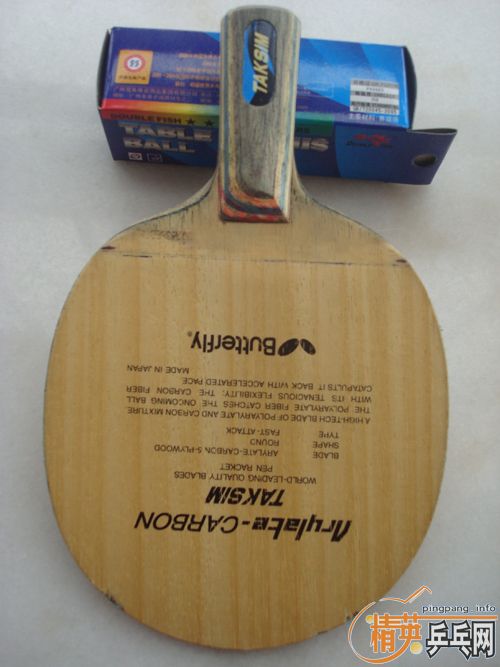 TAKSIM
DOUBLE FISH ★ ★
TABLE NIS
BALL
Arylate-CARBON
TAKSIM
WORLD-LEADING QUALITY BLADES
PEN RACKET
BLADE ARYLATE-CARBON 5-PLYWOOD
SHAPE ROUND
TYPE FAST-ATTACK
A HIGH-TECH BLADE OF POLYARYLATE AND CARBON MIXTURE
THE POLYARYLATE FIBER CATCHES THE ONCOMING BALL
WITH ITS TENACIOUS FLEXIBILITY: THE CARBON FIBER
CATAPULTS IT BACK WITH ACCELERATED PACE
MADE IN JAPAN
Butterfly
pingpang.info
精英乒乓网